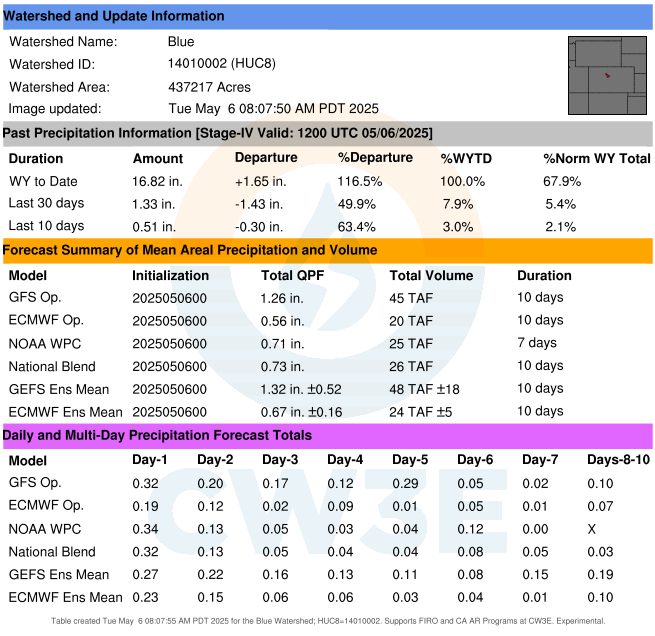 Watershed and Update Information
Watershed Name: Blue
Watershed ID: 14010002 (HUC8)
Watershed Area: 437217 Acres
Image updated: Tue May 6 08:07:50 AM PDT 2025
Past Precipitation Information [Stage-IV Valid: 1200 UTC 05/06/2025]
Duration Amount Departure %Departure %WYTD %Norm WY Total
WY to Date 16.82 in. +1.65 in. 116.5% 100.0% 67.9%
Last 30 days 1.33 in. -1.43 in. 49.9% 7.9% 5.4%
Last 10 days 0.51 in. -0.30 in. 63.4% 3.0% 2.1%
Forecast Summary of Mean Areal Precipitation and Volume
Model Initialization Total QPF Total Volume Duration
GFS Op. 2025050600 1.26 in. 45 TAF 10 days
ECMWF Op. 2025050600 0.56 in. 20 TAF 10 days
NOAA WPC 2025050600 0.71 in. 25 TAF 7 days
National Blend 2025050600 0.73 in. 26 TAF 10 days
GEFS Ens Mean 2025050600 1.32 in. ±0.52 48 TAF ±18 10 days
ECMWF Ens Mean 2025050600 0.67 in. ±0.16 24 TAF ±5 10 days
Daily and Multi-Day Precipitation Forecast Totals
Model Day-1 Day-2 Day-3 Day-4 Day-5 Day-6 Day-7 Days-8-10
GFS Op. 0.32 0.20 0.17 0.12 0.29 0.05 0.02 0.10
ECMWF Op. 0.19 0.12 0.02 0.09 0.01 0.05 0.01 0.07
NOAA WPC 0.34 0.13 0.05 0.03 0.04 0.12 0.00 X
National Blend 0.32 0.13 0.05 0.04 0.04 0.08 0.05 0.03
GEFS Ens Mean 0.27 0.22 0.16 0.13 0.11 0.08 0.15 0.19
ECMWF Ens Mean 0.23 0.15 0.06 0.06 0.03 0.04 0.01 0.10
CW3E
Table created Tue May 6 08:07:55 AM PDT 2025 for the Blue Watershed; HUC8=14010002. Supports FIRO and CA AR Programs at CW3E. Experimental.